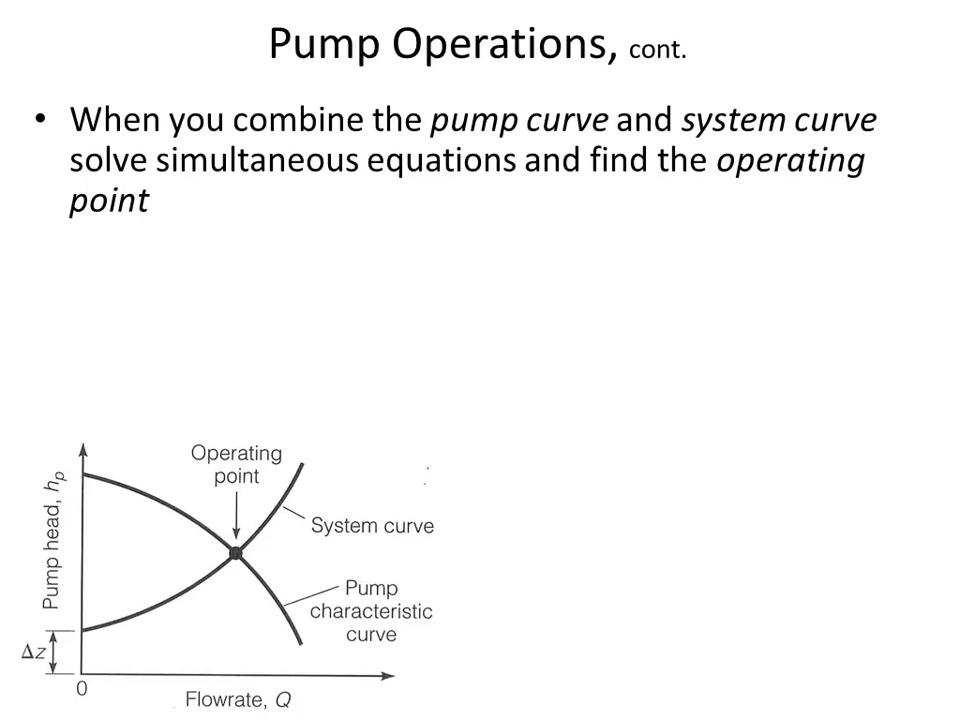 Pump Operations, cont.
• When you combine the pump curve and system curve
solve simultaneous equations and find the operating
point
Operating
point
System curve
Pump
characteristic
curve
Pump head, hp
Δz
0
Flowrate, Q